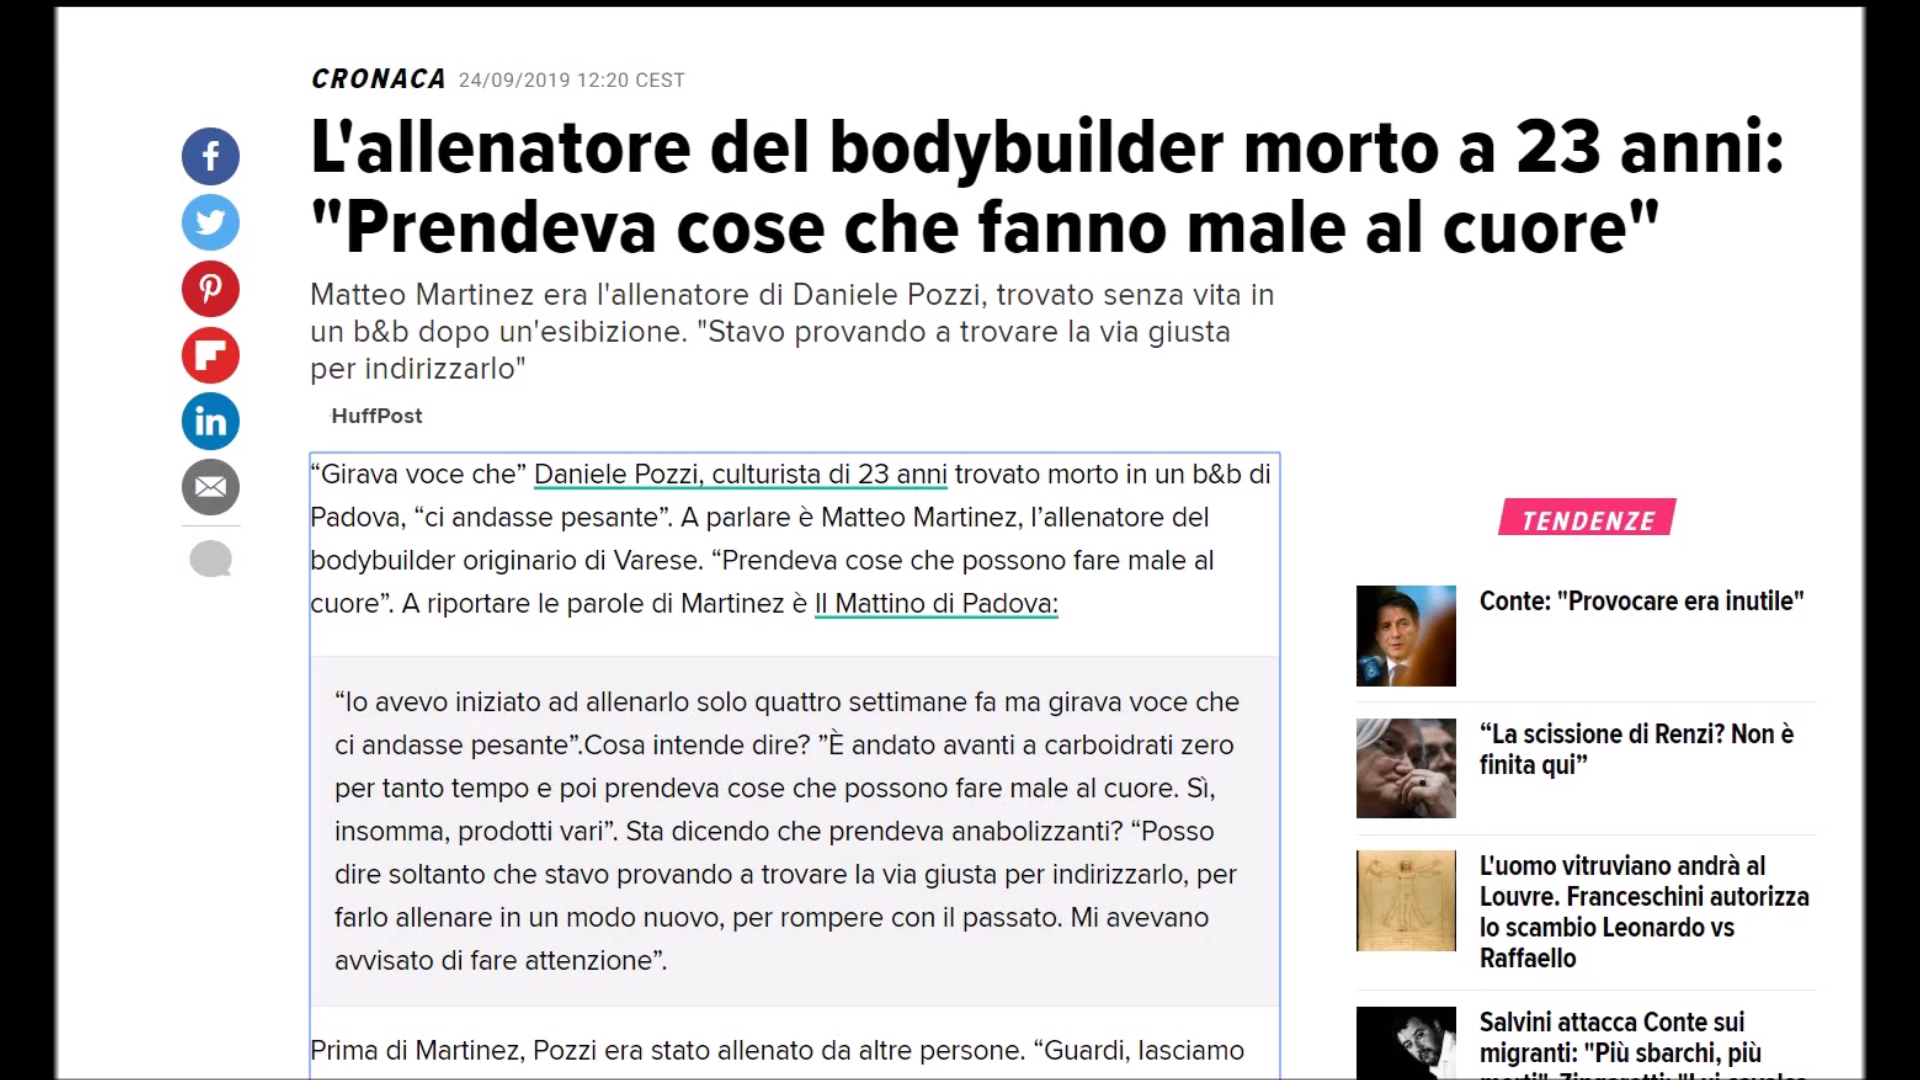 CRONACA 24/09/2019 12:20 CEST
L'allenatore del bodybuilder morto a 23 anni:
"Prendeva cose che fanno male al cuore"
Matteo Martinez era l'allenatore di Daniele Pozzi, trovato senza vita in
un b&b dopo un'esibizione. "Stavo provando a trovare la via giusta
per indirizzarlo"
HuffPost
“Girava voce che” Daniele Pozzi, culturista di 23 anni trovato morto in un b&b di
Padova, “ci andasse pesante”. A parlare è Matteo Martinez, l’allenatore del
bodybuilder originario di Varese. “Prendeva cose che possono fare male al
cuore”. A riportare le parole di Martinez è Il Mattino di Padova:
“Io avevo iniziato ad allenarlo solo quattro settimane fa ma girava voce che
ci andasse pesante”.Cosa intende dire? ”È andato avanti a carboidrati zero
per tanto tempo e poi prendeva cose che possono fare male al cuore. Sì,
insomma, prodotti vari”. Sta dicendo che prendeva anabolizzanti? “Posso
dire soltanto che stavo provando a trovare la via giusta per indirizzarlo, per
farlo allenare in un modo nuovo, per rompere con il passato. Mi avevano
avvisato di fare attenzione”.
Prima di Martinez, Pozzi era stato allenato da altre persone. “Guardi, lasciamo
TENDENZE
Conte: "Provocare era inutile"
“La scissione di Renzi? Non è
finita qui”
L'uomo vitruviano andrà al
Louvre. Franceschini autorizza
lo scambio Leonardo vs
Raffaello
Salvini attacca Conte sui
migranti: "Più sbarchi, più